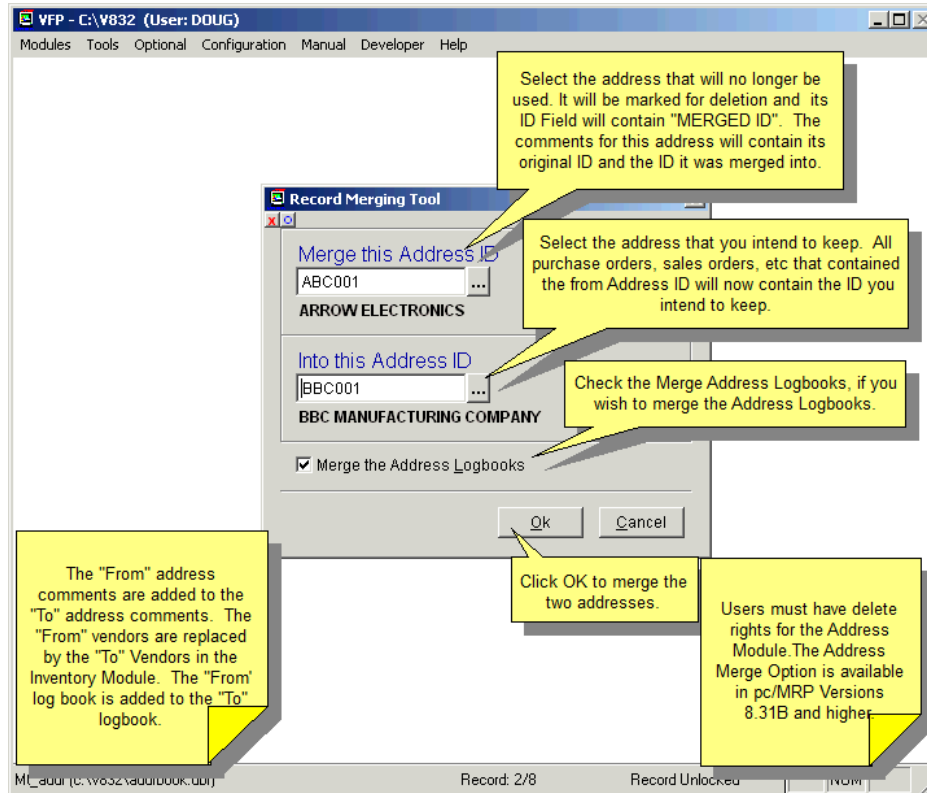 VFP - C:\V832 (User: DOUG)
Modules Tools Optional Configuration Manual Developer Help
Select the address that will no longer be
used. It will be marked for deletion and its
ID Field will contain "MERGED ID". The
comments for this address will contain its
original ID and the ID it was merged into.
Record Merging Tool
Merge this Address ID
ABC001
...
ARROW ELECTRONICS
Select the address that you intend to keep. All
purchase orders, sales orders, etc that contained
the from Address ID will now contain the ID you
intend to keep.
Into this Address ID
BBC001
...
BBC MANUFACTURING COMPANY
Check the Merge Address Logbooks, if you
wish to merge the Address Logbooks.
Merge the Address Logbooks
Ok Cancel
Click OK to merge the
two addresses.
The "From" address
comments are added to the
"To" address comments. The
"From" vendors are replaced
by the "To" Vendors in the
Inventory Module. The "From'
log book is added to the "To"
logbook.
Users must have delete
rights for the Address
Module.The Address
Merge Option is available
in pc/MRP Versions
8.31B and higher.
Mt_addr (c:\v832\addrbook.dbf) Record: 2/8 Record Unlocked NUM